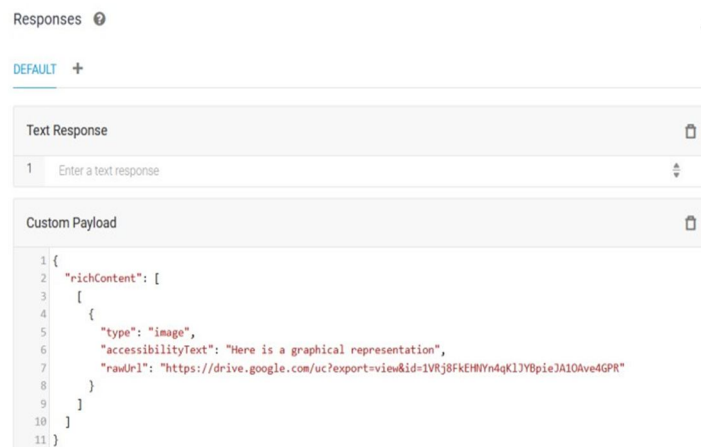 Responses ?
DEFAULT +
Text Response
1 Enter a text response
Custom Payload
1 {
2 "richContent": [
3 [
4 {
5 "type": "image",
6 "accessibilityText": "Here is a graphical representation",
7 "rawUrl": "https://drive.google.com/uc?export=view&id=1VRj8FkEHNYn4qKlJYBpieJA1OAve4GPR"
8 }
9 ]
10 ]
11 }